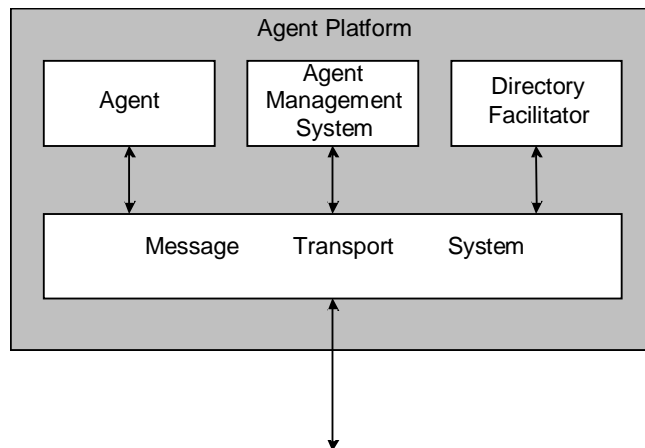 Agent Platform
Agent
Agent
Management
System
Directory
Facilitator
Message Transport System